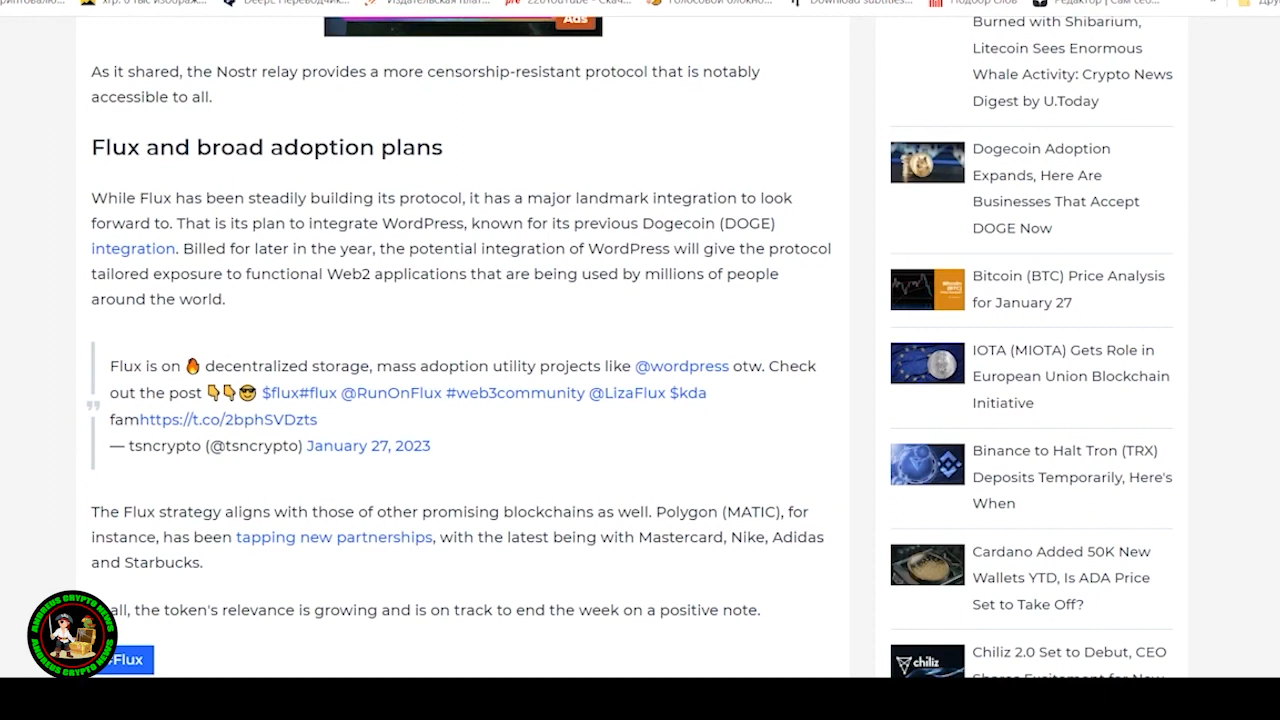 Ads
As it shared, the Nostr relay provides a more censorship-resistant protocol that is notably
accessible to all.
Flux and broad adoption plans
While Flux has been steadily building its protocol, it has a major landmark integration to look
forward to. That is its plan to integrate WordPress, known for its previous Dogecoin (DOGE)
integration. Billed for later in the year, the potential integration of WordPress will give the protocol
tailored exposure to functional Web2 applications that are being used by millions of people
around the world.
Flux is on 🔥 decentralized storage, mass adoption utility projects like @wordpress otw. Check
out the post 👇👇😎 $flux#flux @RunOnFlux #web3community @LizaFlux $kda
famhttps://t.co/2bphSVDzts
— tsncrypto (@tsncrypto) January 27, 2023
The Flux strategy aligns with those of other promising blockchains as well. Polygon (MATIC), for
instance, has been tapping new partnerships, with the latest being with Mastercard, Nike, Adidas
and Starbucks.
all, the token's relevance is growing and is on track to end the week on a positive note.
#Flux
ANDREUS CRYPTO NEWS
ANDREUS CRYPTO NEWS
Burned with Shibarium,
Litecoin Sees Enormous
Whale Activity: Crypto News
Digest by U.Today
Dogecoin Adoption
Expands, Here Are
Businesses That Accept
DOGE Now
Bitcoin (BTC) Price Analysis
for January 27
IOTA (MIOTA) Gets Role in
European Union Blockchain
Initiative
Binance to Halt Tron (TRX)
Deposits Temporarily, Here's
When
Cardano Added 50K New
Wallets YTD, Is ADA Price
Set to Take Off?
chiliz
Chiliz 2.0 Set to Debut, CEO
Shares Excitement for New